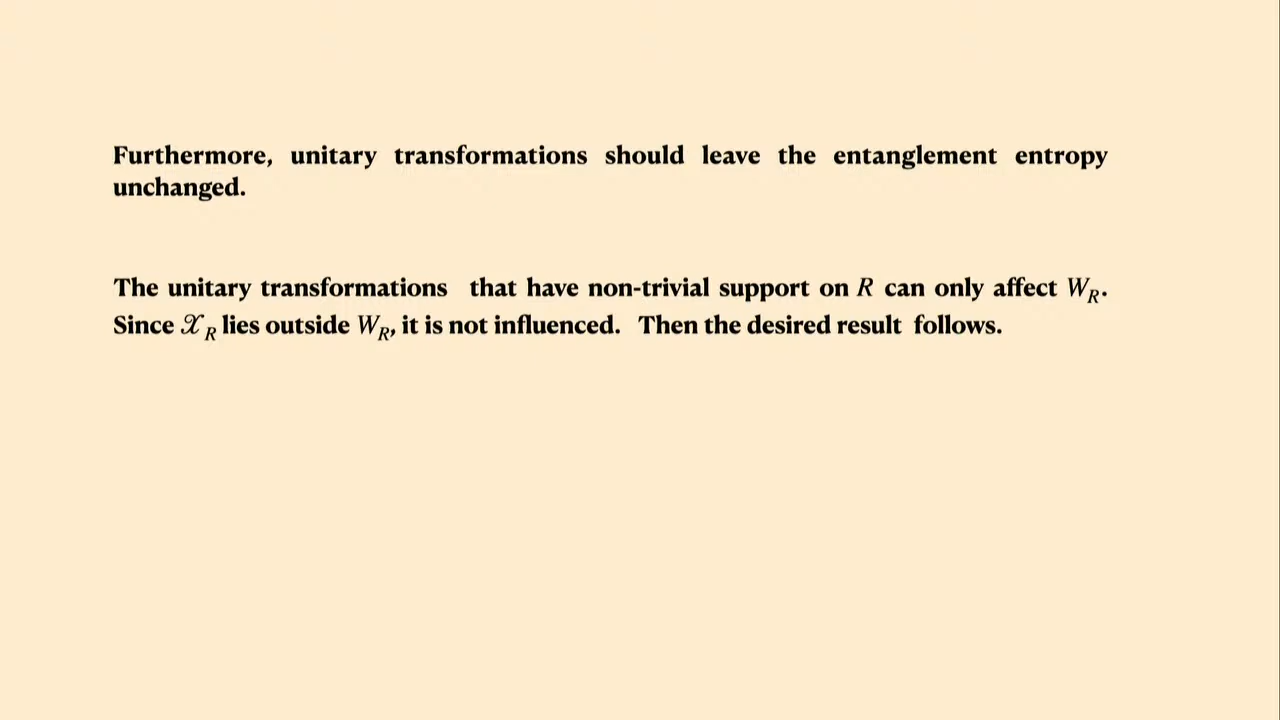 Furthermore, unitary transformations should leave the entanglement entropy
unchanged.
The unitary transformations that have non-trivial support on R can only affect W_R.
Since 𝒳_R lies outside W_R, it is not influenced. Then the desired result follows.